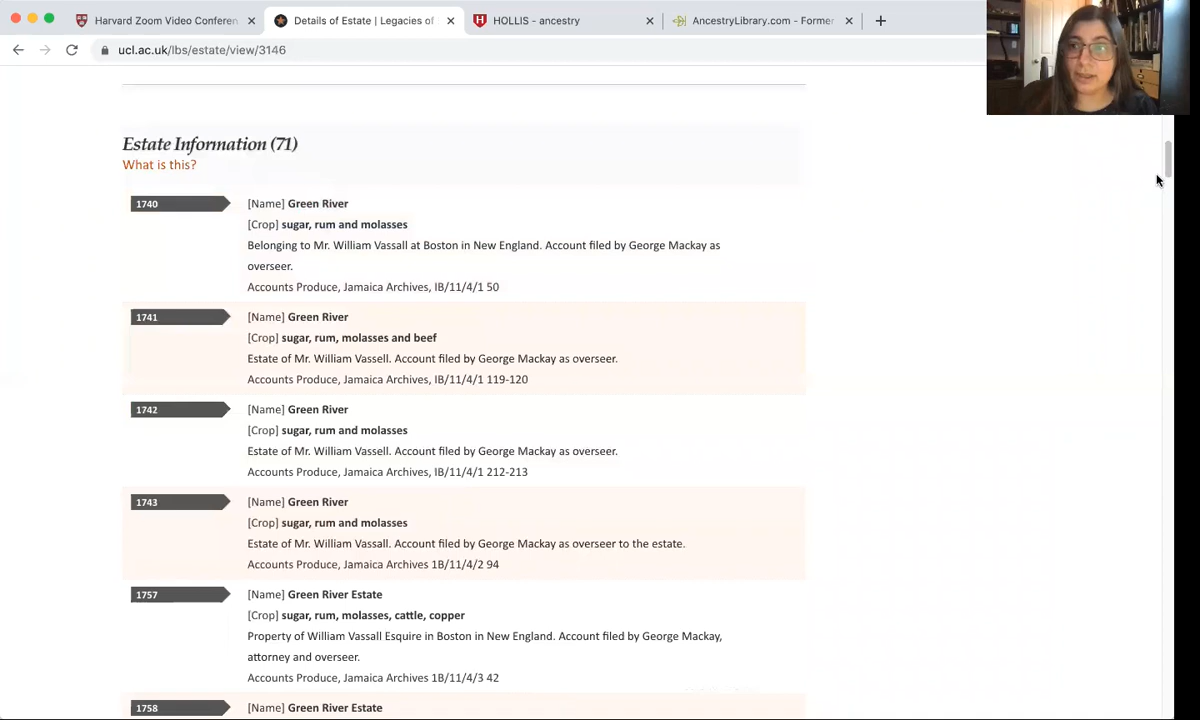 Harvard Zoom Video Conferen
Details of Estate | Legacies of
HOLLIS - ancestry
AncestryLibrary.com - Former
ucl.ac.uk/lbs/estate/view/3146
Estate Information (71)
What is this?
1740
[Name] Green River
[Crop] sugar, rum and molasses
Belonging to Mr. William Vassall at Boston in New England. Account filed by George Mackay as
overseer.
Accounts Produce, Jamaica Archives, IB/11/4/1 50
1741
[Name] Green River
[Crop] sugar, rum, molasses and beef
Estate of Mr. William Vassell. Account filed by George Mackay as overseer.
Accounts Produce, Jamaica Archives, IB/11/4/1 119-120
1742
[Name] Green River
[Crop] sugar, rum and molasses
Estate of Mr. William Vassell. Account filed by George Mackay as overseer.
Accounts Produce, Jamaica Archives, IB/11/4/1 212-213
1743
[Name] Green River
[Crop] sugar, rum and molasses
Estate of Mr. William Vassall. Account filed by George Mackay as overseer to the estate.
Accounts Produce, Jamaica Archives 1B/11/4/2 94
1757
[Name] Green River Estate
[Crop] sugar, rum, molasses, cattle, copper
Property of William Vassall Esquire in Boston in New England. Account filed by George Mackay,
attorney and overseer.
Accounts Produce, Jamaica Archives 1B/11/4/3 42
1758
[Name] Green River Estate